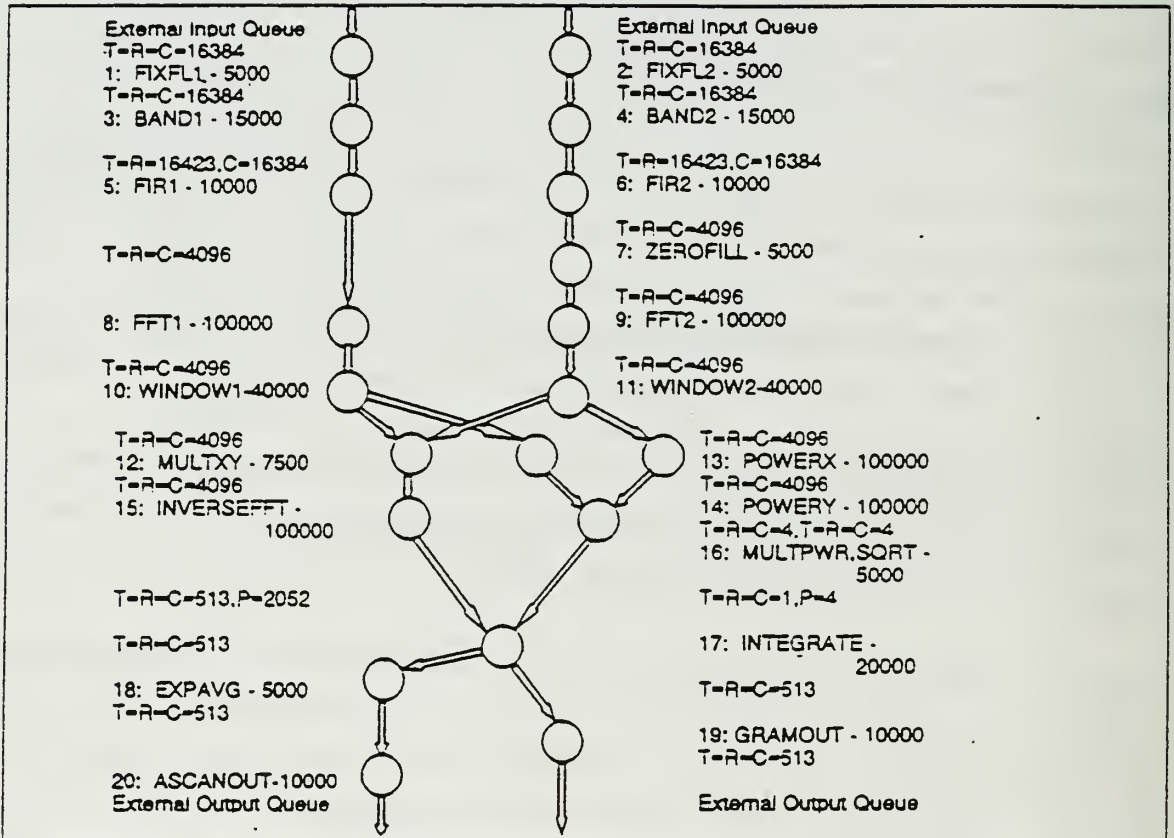 External Input Queue
T=R=C=16384
1: FIXFL1 - 5000
T=R=C=16384
3: BAND1 - 15000
T=R=16423,C=16384
5: FIR1 - 10000
T=R=C=4096
8: FFT1 - 100000
T=R=C=4096
10: WINDOW1-40000
T=R=C=4096
12: MULTXY - 7500
T=R=C=4096
15: INVERSEFFT -
100000
T=R=C=513,P=2052
T=R=C=513
18: EXPAVG - 5000
T=R=C=513
20: ASCANOUT-10000
External Output Queue
External Input Queue
T=R=C=16384
2: FIXFL2 - 5000
T=R=C=16384
4: BAND2 - 15000
T=R=16423,C=16384
6: FIR2 - 10000
T=R=C=4096
7: ZEROFILL - 5000
T=R=C=4096
9: FFT2 - 100000
T=R=C=4096
11: WINDOW2-40000
T=R=C=4096
13: POWERX - 100000
T=R=C=4096
14: POWERY - 100000
T=R=C=4,T=R=C=4
16: MULTPWR,SQRT -
5000
T=R=C=1,P=4
17: INTEGRATE -
20000
T=R=C=513
19: GRAMOUT - 10000
T=R=C=513
External Output Queue